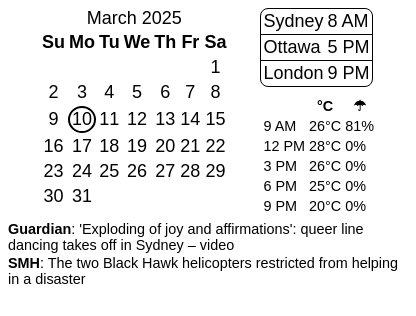 March 2025
Su Mo Tu We Th Fr Sa
1
2 3 4 5 6 7 8
9 10 11 12 13 14 15
16 17 18 19 20 21 22
23 24 25 26 27 28 29
30 31
Sydney 8 AM
Ottawa 5 PM
London 9 PM
°C ☂
9 AM 26°C 81%
12 PM 28°C 0%
3 PM 26°C 0%
6 PM 25°C 0%
9 PM 20°C 0%
Guardian: 'Exploding of joy and affirmations': queer line
dancing takes off in Sydney – video
SMH: The two Black Hawk helicopters restricted from helping
in a disaster